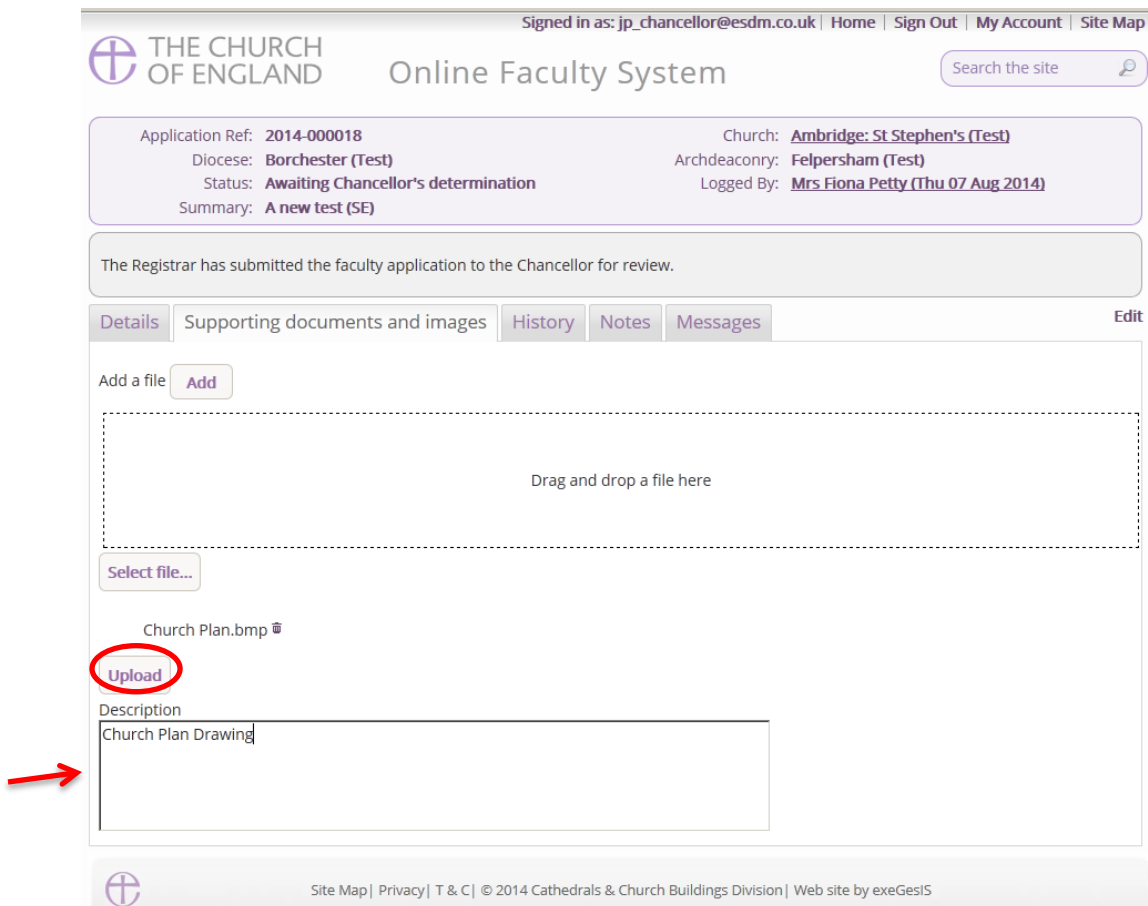 Signed in as: jp_chancellor@esdm.co.uk | Home | Sign Out | My Account | Site Map
THE CHURCH
OF ENGLAND
Online Faculty System
Search the site
Application Ref: 2014-000018
Church: Ambridge: St Stephen's (Test)
Diocese: Borchester (Test)
Archdeaconry: Felpersham (Test)
Status: Awaiting Chancellor's determination
Logged By: Mrs Fiona Petty (Thu 07 Aug 2014)
Summary: A new test (SE)
The Registrar has submitted the faculty application to the Chancellor for review.
Details Supporting documents and images History Notes Messages Edit
Add a file Add
Drag and drop a file here
Select file...
Church Plan.bmp
Upload
Description
Church Plan Drawing
Site Map| Privacy| T & C| © 2014 Cathedrals & Church Buildings Division| Web site by exeGesIS